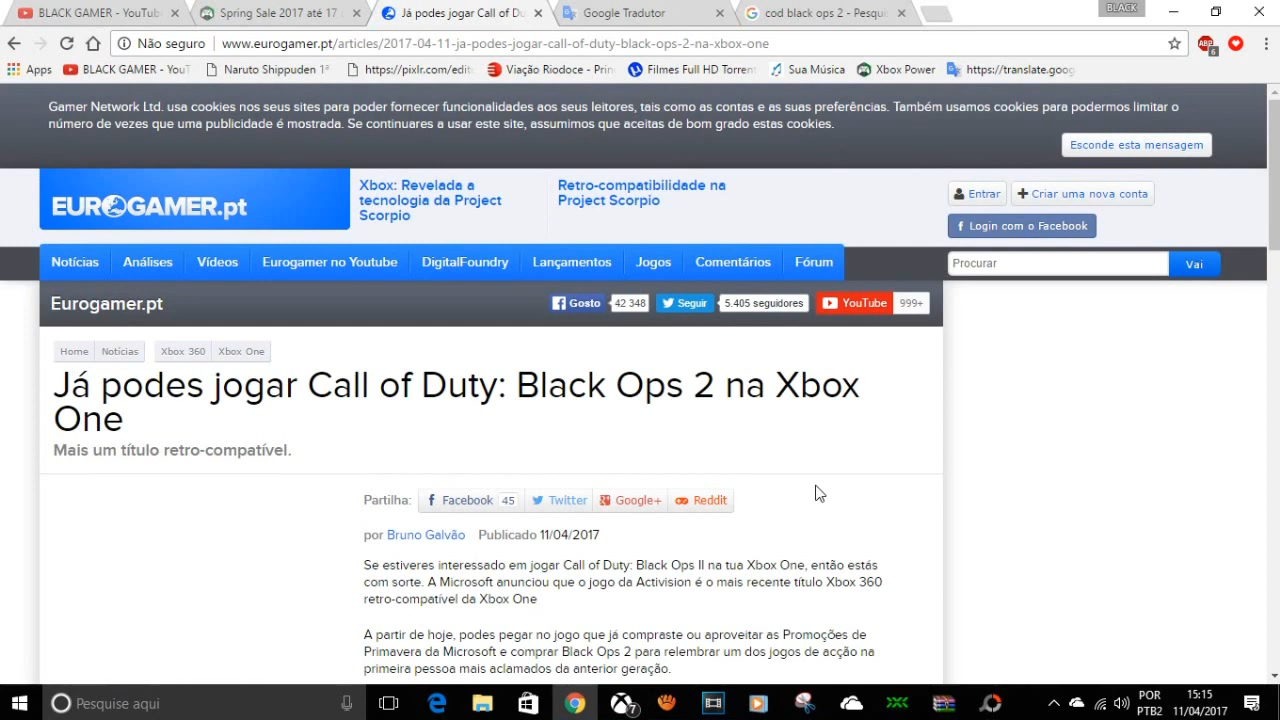 BLACK GAMER - YouTub
Spring Sale 2017 até 17
Já podes jogar Call of Du
Google Tradutor
cod black ops 2 - Pesqu
BLACK
Não seguro
www.eurogamer.pt/articles/2017-04-11-ja-podes-jogar-call-of-duty-black-ops-2-na-xbox-one
ABP
6
Apps
BLACK GAMER - YouT
Naruto Shippuden 1ª
https://pixlr.com/edit
Viação Riodoce - Prin
Filmes Full HD Torrent
Sua Música
Xbox Power
https://translate.goog
Gamer Network Ltd. usa cookies nos seus sites para poder fornecer funcionalidades aos seus leitores, tais como as contas e as suas preferências. Também usamos cookies para podermos limitar o
número de vezes que uma publicidade é mostrada. Se continuares a usar este site, assumimos que aceitas de bom grado estas cookies.
Esconde esta mensagem
EUROGAMER.pt
Xbox: Revelada a
tecnologia da Project
Scorpio
Retro-compatibilidade na
Project Scorpio
Entrar
Criar uma nova conta
Login com o Facebook
Notícias
Análises
Vídeos
Eurogamer no Youtube
DigitalFoundry
Lançamentos
Jogos
Comentários
Fórum
Procurar
Vai
Eurogamer.pt
Gosto
42 348
Seguir
5.405 seguidores
YouTube
999+
Home
Notícias
Xbox 360
Xbox One
Já podes jogar Call of Duty: Black Ops 2 na Xbox
One
Mais um título retro-compatível.
Partilha:
Facebook
45
Twitter
Google+
Reddit
por Bruno Galvão Publicado 11/04/2017
Se estiveres interessado em jogar Call of Duty: Black Ops II na tua Xbox One, então estás
com sorte. A Microsoft anunciou que o jogo da Activision é o mais recente título Xbox 360
retro-compatível da Xbox One
A partir de hoje, podes pegar no jogo que já compraste ou aproveitar as Promoções de
Primavera da Microsoft e comprar Black Ops 2 para relembrar um dos jogos de acção na
primeira pessoa mais aclamados da anterior geração.
Pesquise aqui
7
POR
PTB2
15:15
11/04/2017